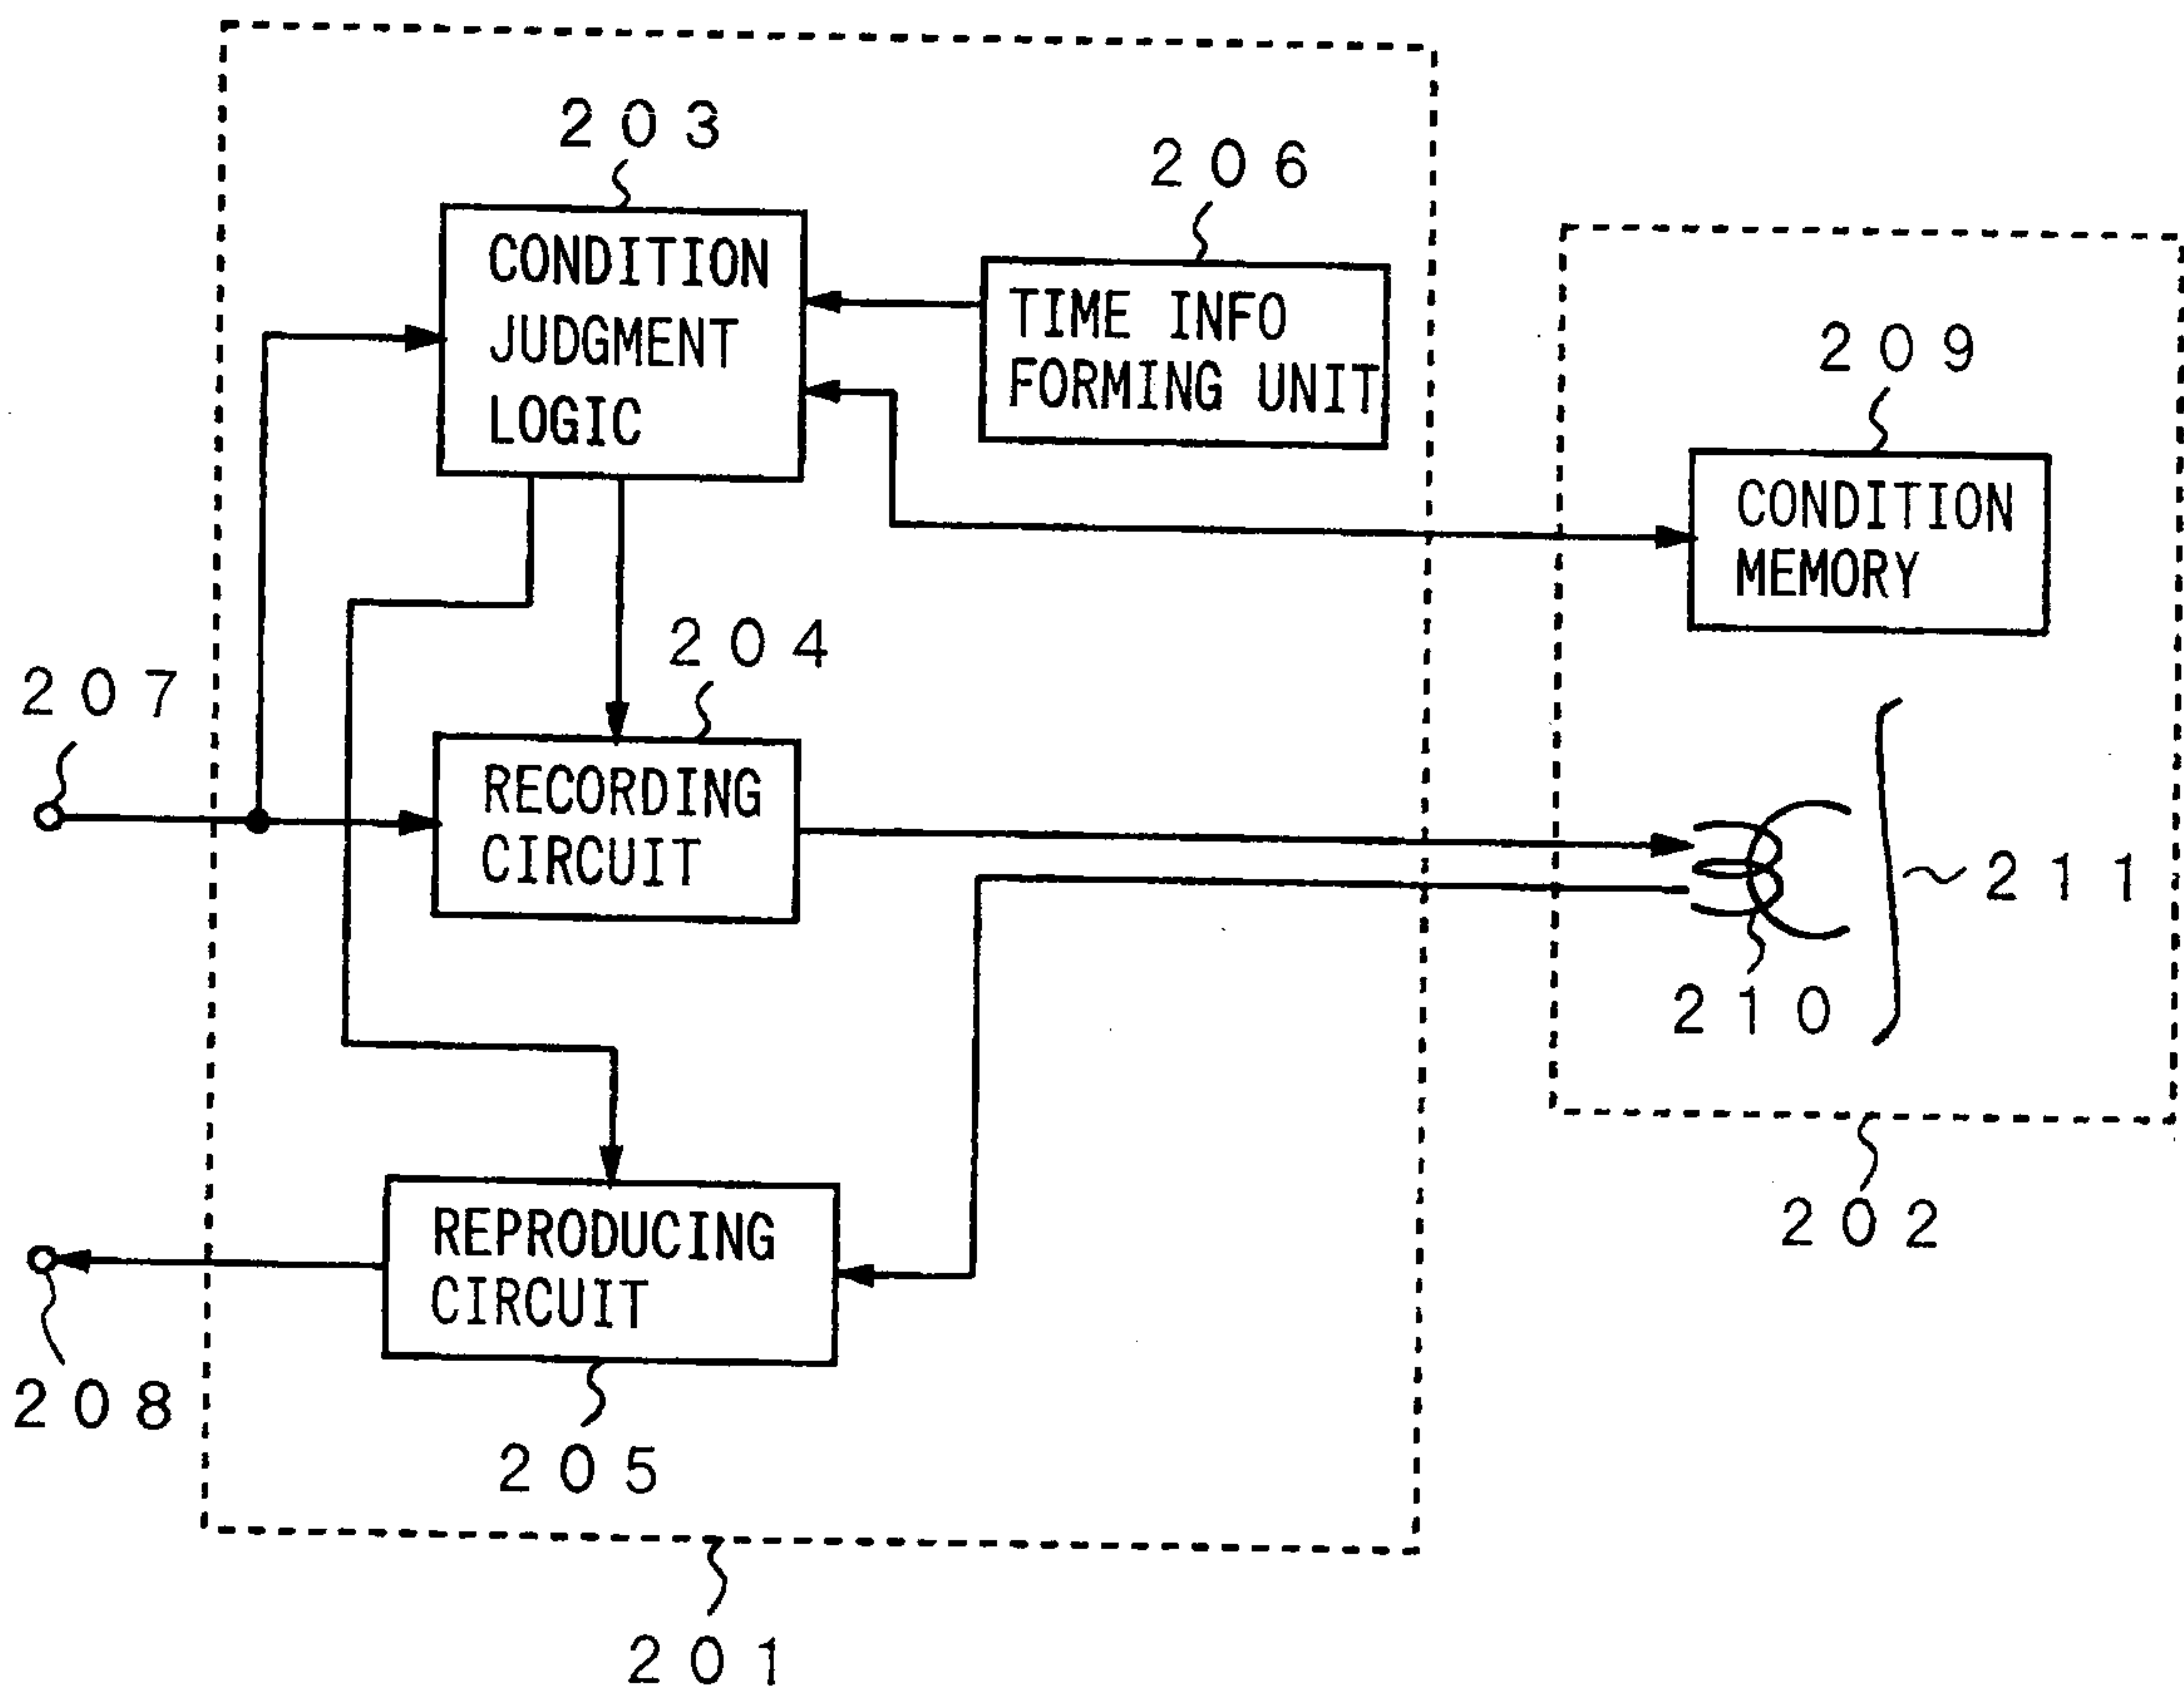 203
206
CONDITION
JUDGMENT
LOGIC
TIME INFO
FORMING UNIT
209
CONDITION
MEMORY
204
207
RECORDING
CIRCUIT
211
210
202
REPRODUCING
CIRCUIT
208
205
201